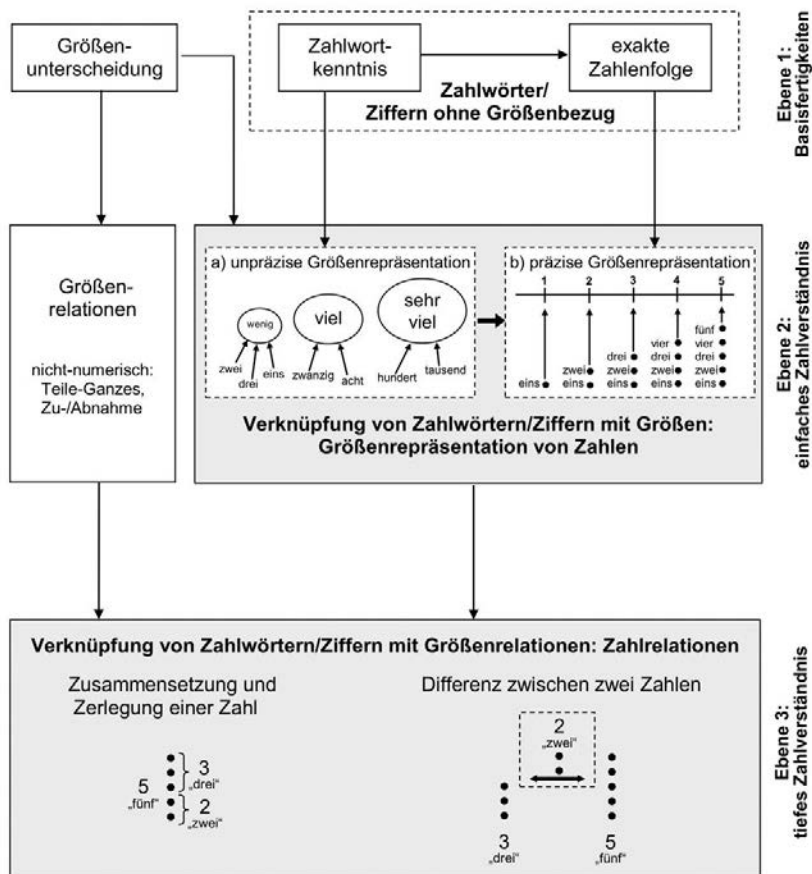 Größen-
unterscheidung
Zahlwort-
kenntnis
exakte
Zahlenfolge
Zahlwörter/
Ziffern ohne Größenbezug
Ebene 1:
Basisfertigkeiten
Größen-
relationen
nicht-numerisch:
Teile-Ganzes,
Zu-/Abnahme
a) unpräzise Größenrepräsentation
wenig
viel
sehr
viel
zwei
drei
eins
zwanzig
acht
hundert
tausend
b) präzise Größenrepräsentation
1 2 3 4 5
fünf
vier vier
drei drei drei
zwei zwei zwei zwei
eins eins eins eins eins
Verknüpfung von Zahlwörtern/Ziffern mit Größen:
Größenrepräsentation von Zahlen
Ebene 2:
einfaches Zahlverständnis
Verknüpfung von Zahlwörtern/Ziffern mit Größenrelationen: Zahlrelationen
Zusammensetzung und
Zerlegung einer Zahl
5
„fünf“
3
„drei“
2
„zwei“
Differenz zwischen zwei Zahlen
2
„zwei“
3
„drei“
5
„fünf“
Ebene 3:
tiefes Zahlverständnis